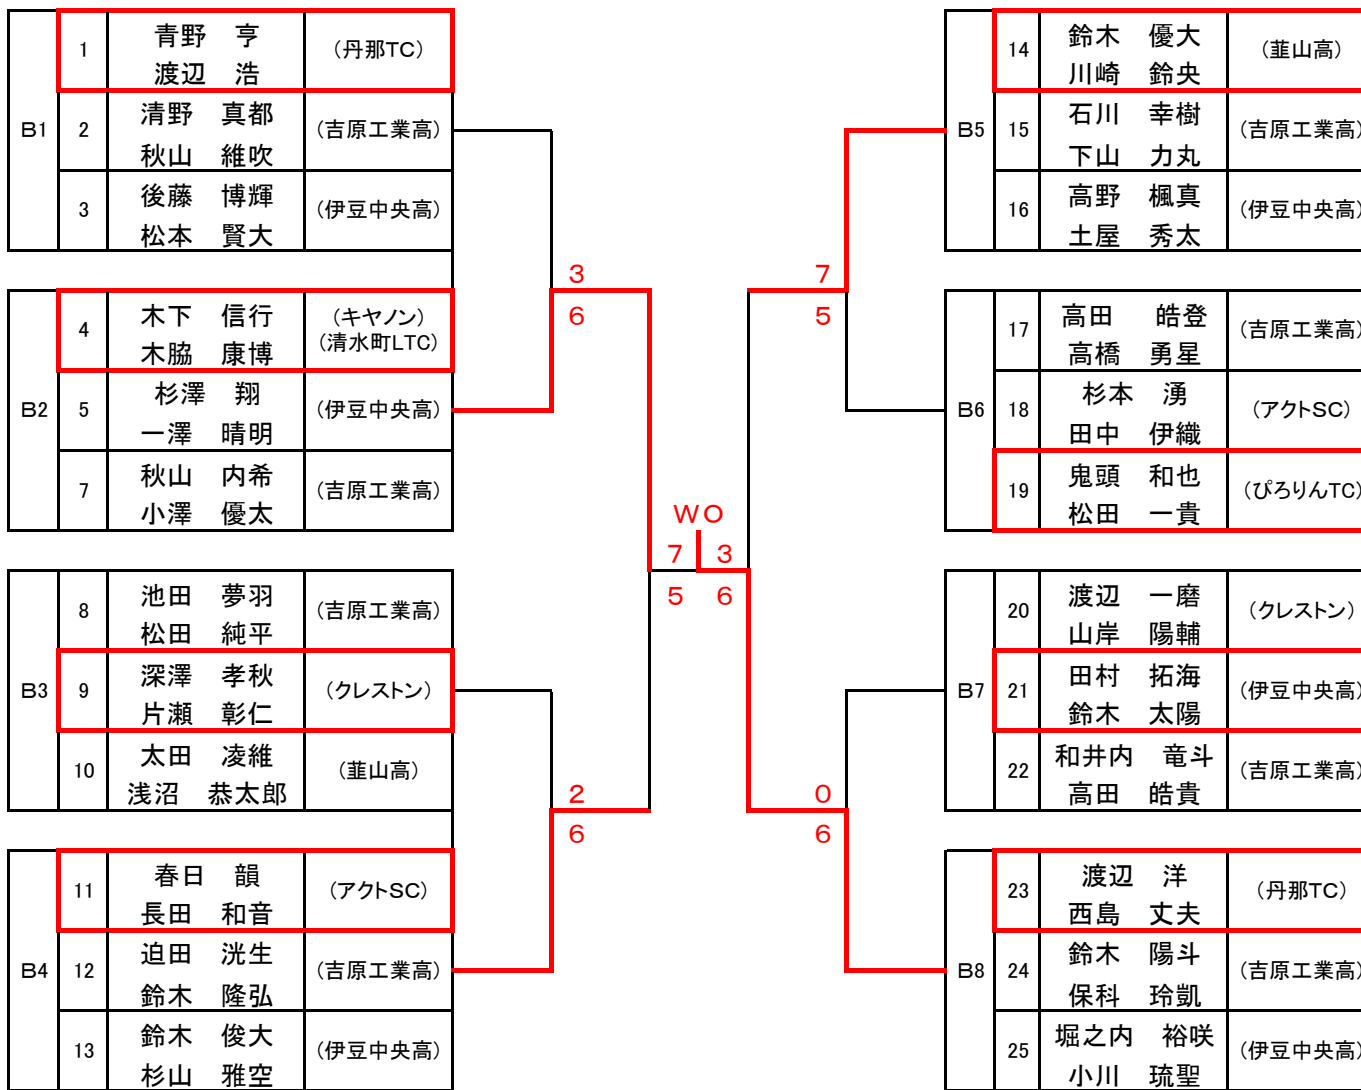 B1
1
青野 亨
渡辺 浩
(丹那TC)
2
清野 真都
秋山 維吹
(吉原工業高)
3
後藤 博輝
松本 賢大
(伊豆中央高)
B2
4
木下 信行
木脇 康博
(キヤノン)
(清水町LTC)
5
杉澤 翔
一澤 晴明
(伊豆中央高)
7
秋山 内希
小澤 優太
(吉原工業高)
B3
8
池田 夢羽
松田 純平
(吉原工業高)
9
深澤 孝秋
片瀬 彰仁
(クレストン)
10
太田 凌維
浅沼 恭太郎
(韮山高)
B4
11
春日 韻
長田 和音
(アクトSC)
12
迫田 洸生
鈴木 隆弘
(吉原工業高)
13
鈴木 俊大
杉山 雅空
(伊豆中央高)
3
6
2
6
WO
7 3
5 6
7
5
0
6
B5
14
鈴木 優大
川崎 鈴央
(韮山高)
15
石川 幸樹
下山 力丸
(吉原工業高)
16
高野 楓真
土屋 秀太
(伊豆中央高)
B6
17
高田 皓登
高橋 勇星
(吉原工業高)
18
杉本 湧
田中 伊織
(アクトSC)
19
鬼頭 和也
松田 一貴
(ぴろりんTC)
B7
20
渡辺 一磨
山岸 陽輔
(クレストン)
21
田村 拓海
鈴木 太陽
(伊豆中央高)
22
和井内 竜斗
高田 皓貴
(吉原工業高)
B8
23
渡辺 洋
西島 丈夫
(丹那TC)
24
鈴木 陽斗
保科 玲凱
(吉原工業高)
25
堀之内 裕咲
小川 琉聖
(伊豆中央高)